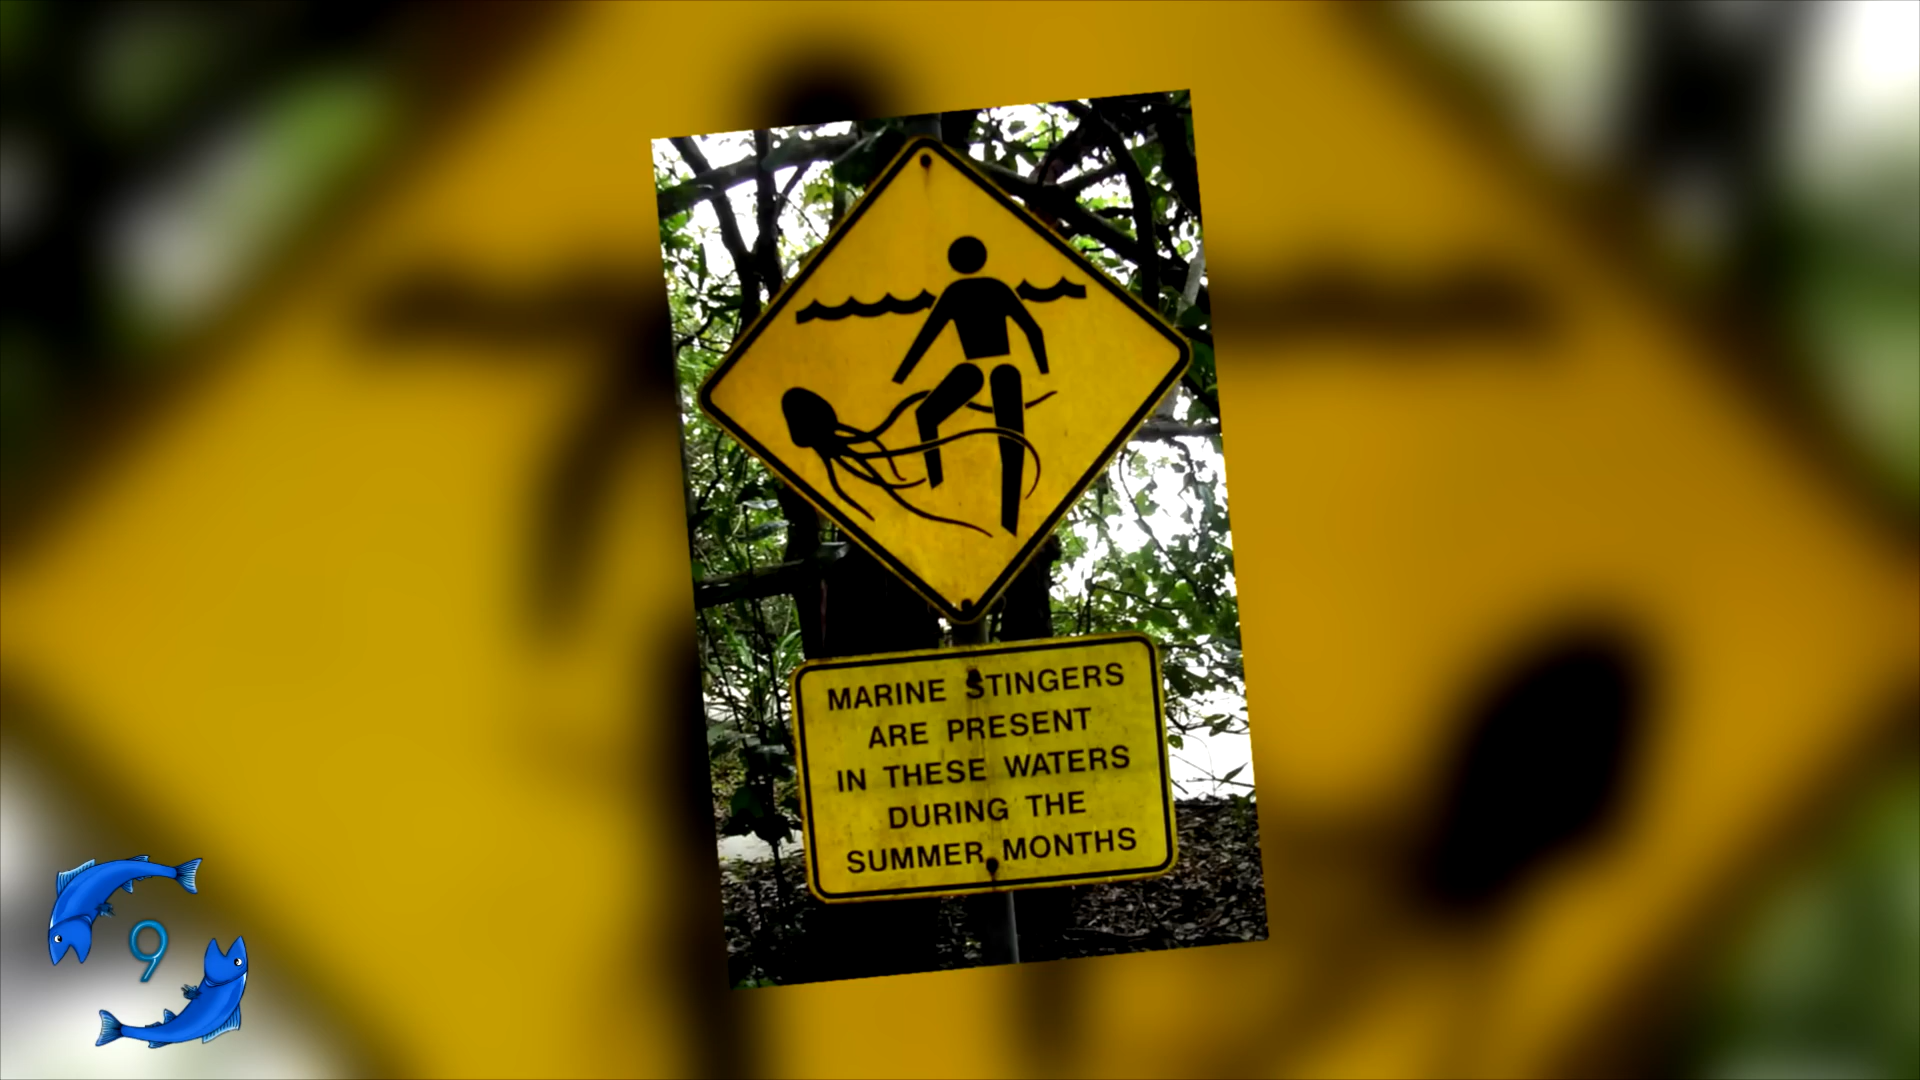 MARINE STINGERS
ARE PRESENT
IN THESE WATERS
DURING THE
SUMMER MONTHS
9